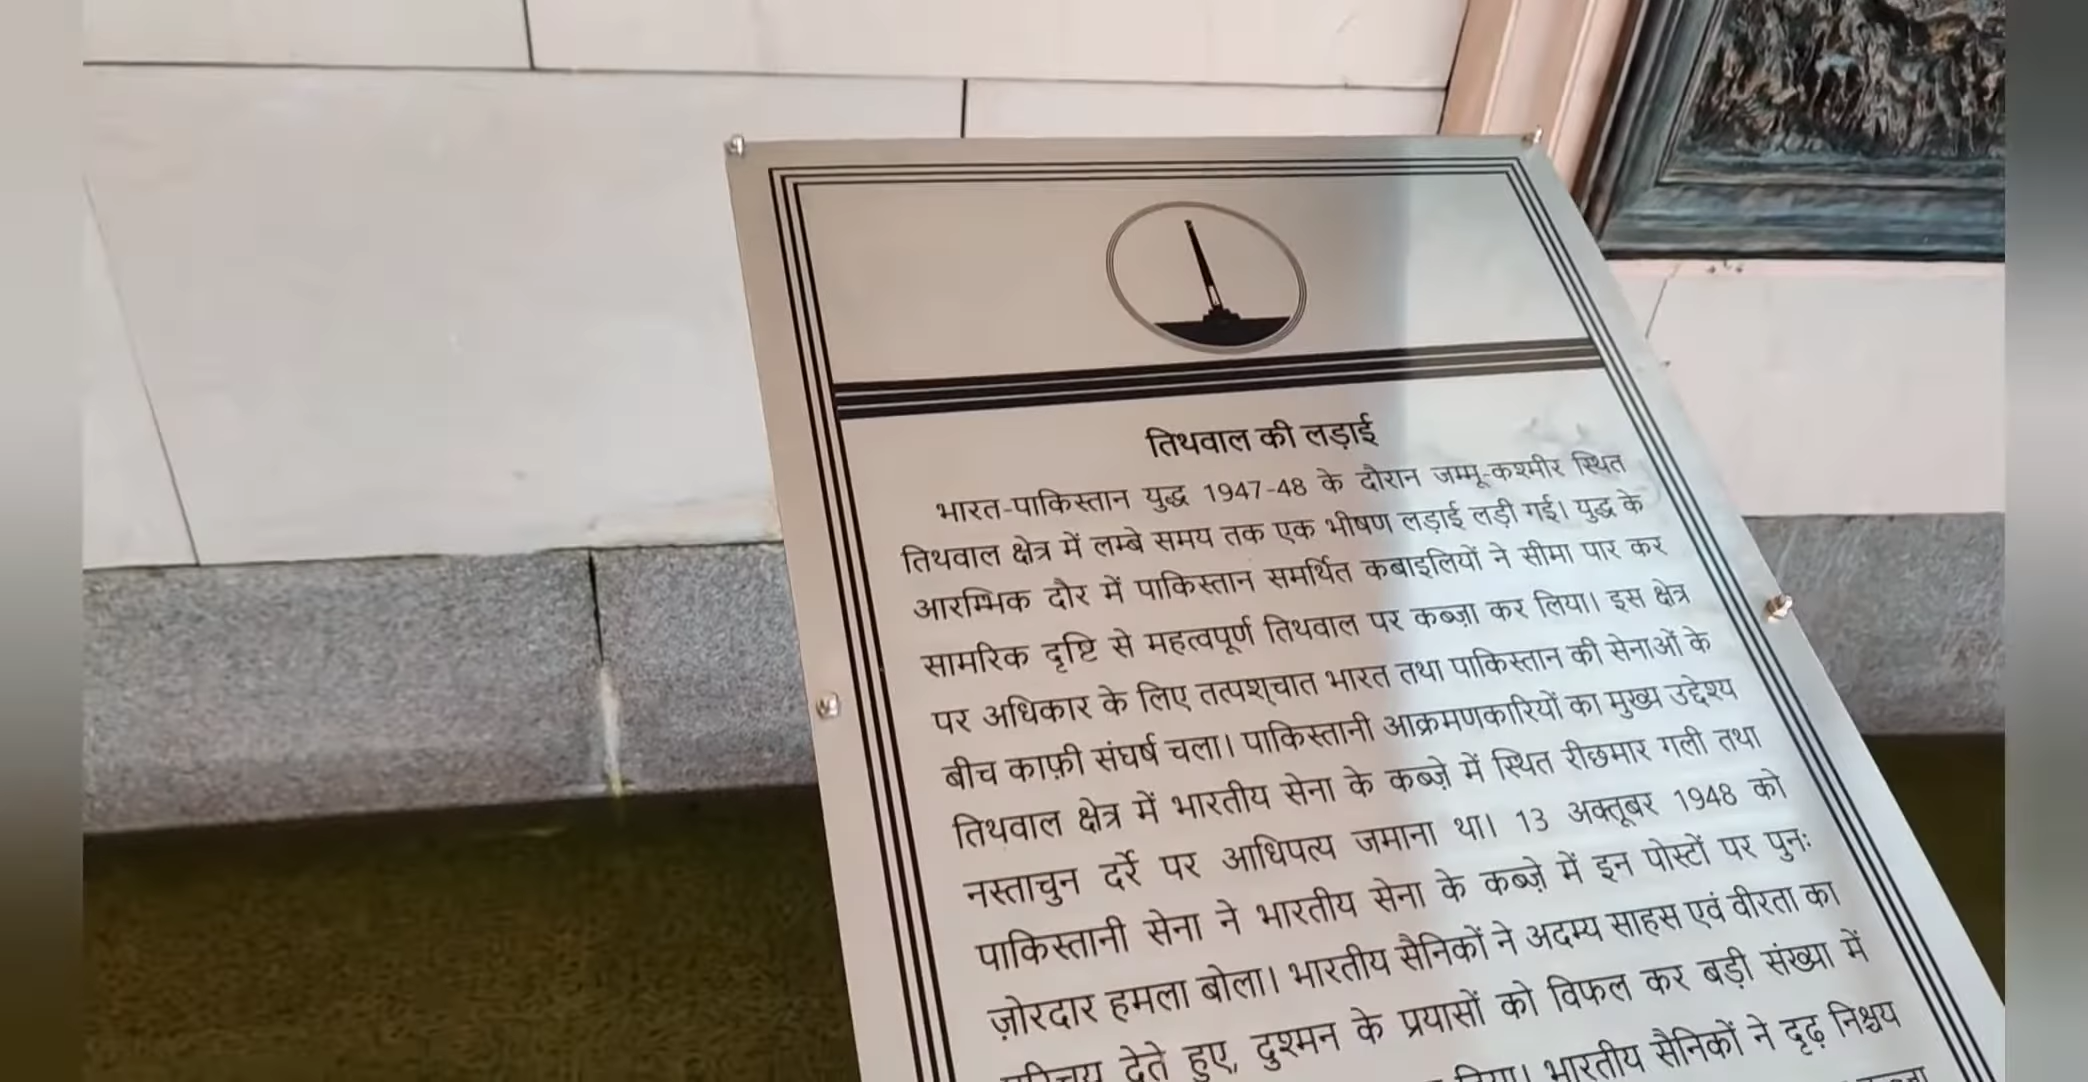 तिथवाल की लड़ाई
भारत-पाकिस्तान युद्ध 1947-48 के दौरान जम्मू-कश्मीर स्थित
तिथवाल क्षेत्र में लम्बे समय तक एक भीषण लड़ाई लड़ी गई। युद्ध के
आरम्भिक दौर में पाकिस्तान समर्थित कबाइलियों ने सीमा पार कर
सामरिक दृष्टि से महत्वपूर्ण तिथवाल पर कब्ज़ा कर लिया। इस क्षेत्र
पर अधिकार के लिए तत्पश्चात भारत तथा पाकिस्तान की सेनाओं के
बीच काफ़ी संघर्ष चला। पाकिस्तानी आक्रमणकारियों का मुख्य उद्देश्य
तिथवाल क्षेत्र में भारतीय सेना के कब्ज़े में स्थित रीछमार गली तथा
नस्ताचुन दर्रे पर आधिपत्य जमाना था। 13 अक्तूबर 1948 को
पाकिस्तानी सेना ने भारतीय सेना के कब्ज़े में इन पोस्टों पर पुनः
ज़ोरदार हमला बोला। भारतीय सैनिकों ने अदम्य साहस एवं वीरता का
परिचय देते हुए, दुश्मन के प्रयासों को विफल कर बड़ी संख्या में
दिया। भारतीय सैनिकों ने दृढ़ निश्चय